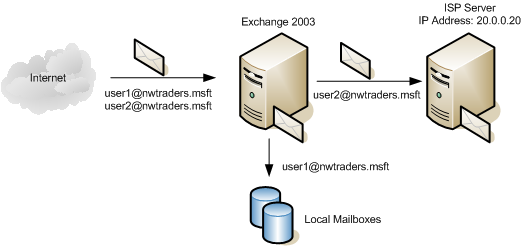 Exchange 2003
ISP Server
IP Address: 20.0.0.20
Internet
user1@nwtraders.msft
user2@nwtraders.msft
user2@nwtraders.msft
user1@nwtraders.msft
Local Mailboxes